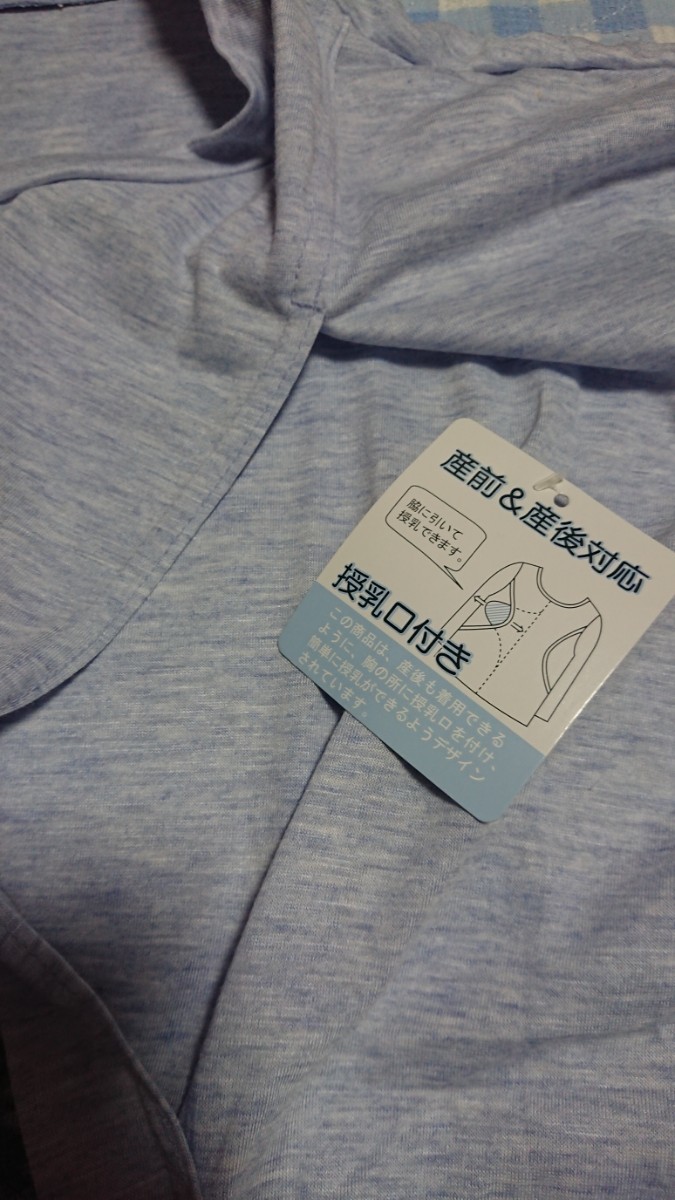 産前&産後対応
脇に引いて
授乳できます。
授乳口付き
この商品は、産後も着用できる
ように、胸の所に授乳口を付け、
簡単に授乳ができるようデザイン
されています。